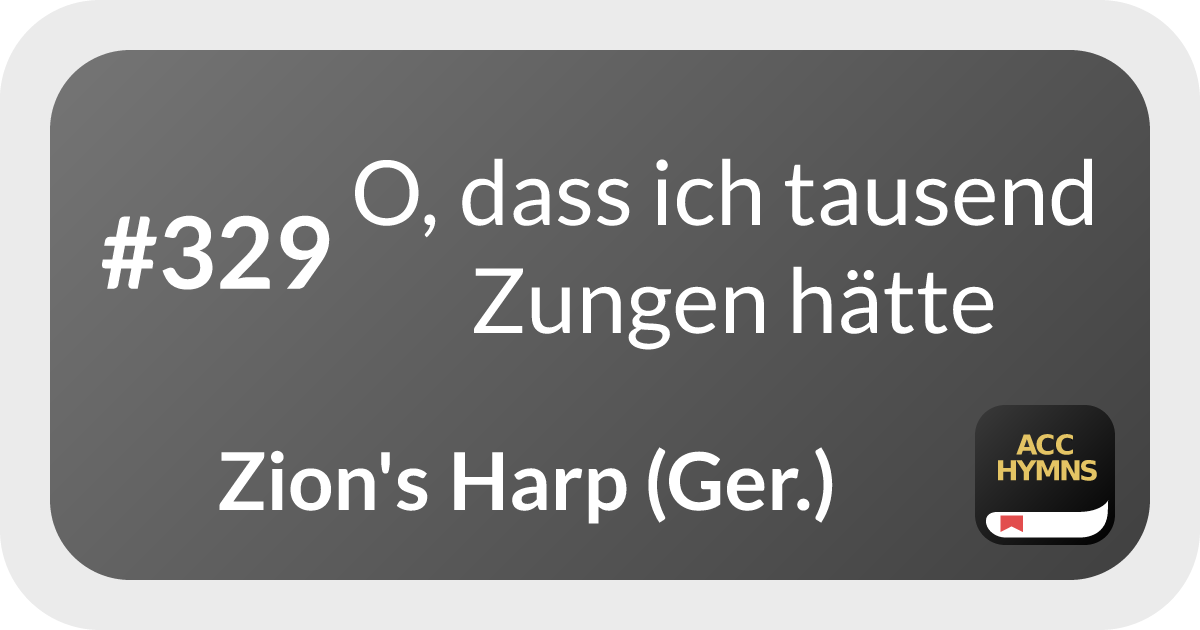 #329
O, dass ich tausend
Zungen hätte
Zion's Harp (Ger.)
ACC
HYMNS